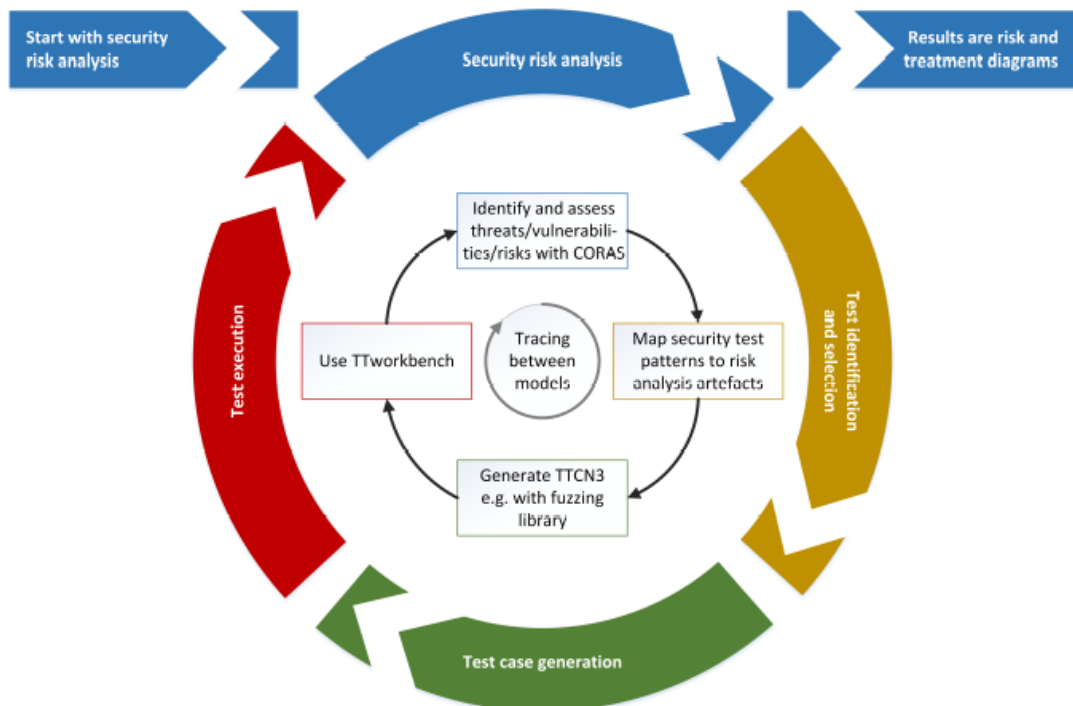 Start with security
risk analysis
Security risk analysis
Results are risk and
treatment diagrams
Identify and assess
threats/vulnerabili-
ties/risks with CORAS
Test identification
and selection
Test execution
Use TTworkbench
Tracing
between
models
Map security test
patterns to risk
analysis artefacts
Generate TTCN3
e.g. with fuzzing
library
Test case generation